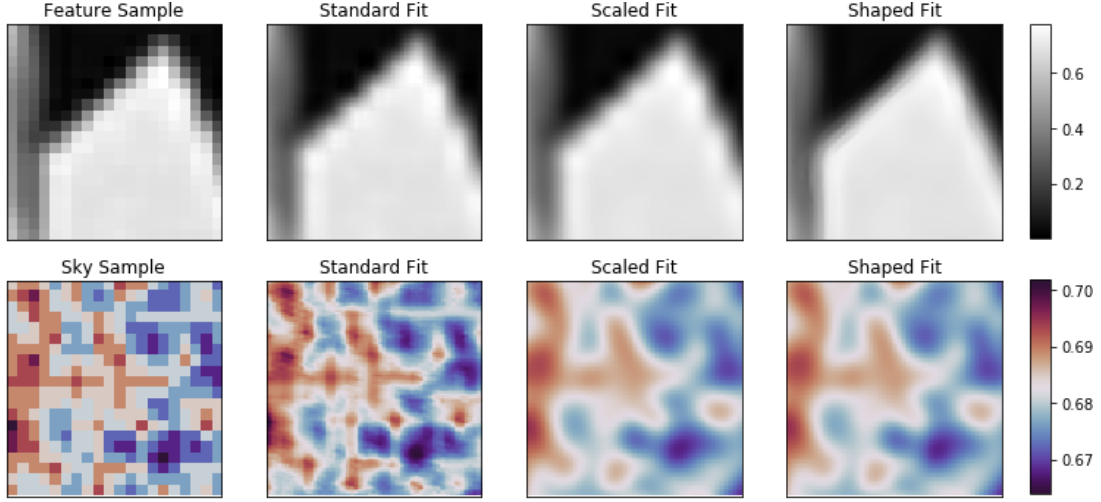 Feature Sample
Standard Fit
Scaled Fit
Shaped Fit
0.6
0.4
0.2
Sky Sample
Standard Fit
Scaled Fit
Shaped Fit
0.70
0.69
0.68
0.67